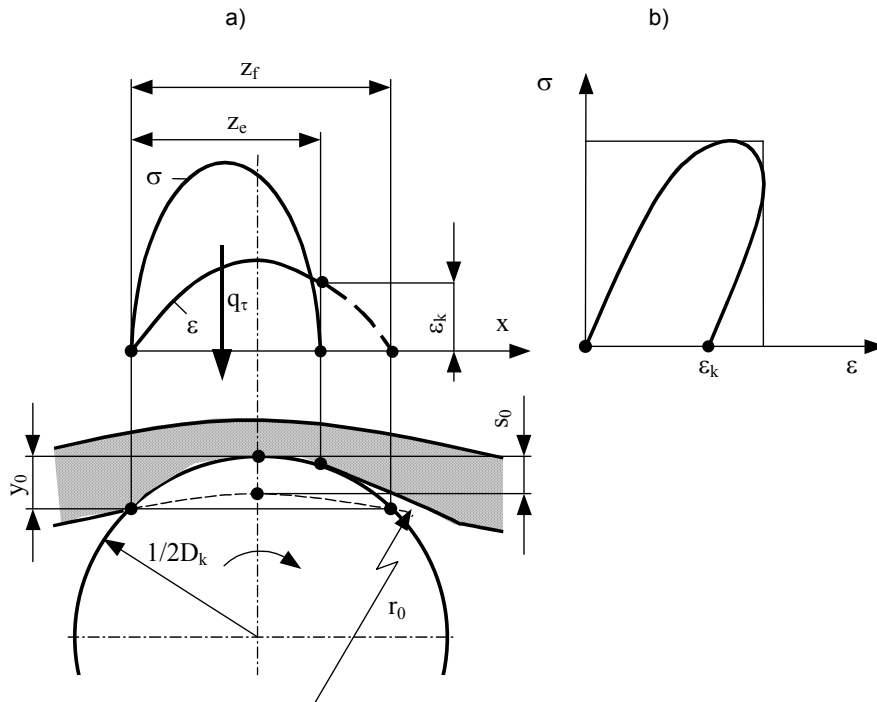 a)
b)
z_f
z_e
σ
σ
q_τ
ε
ε_k
x
ε_k
ε
s_0
y_0
1/2D_k
r_0